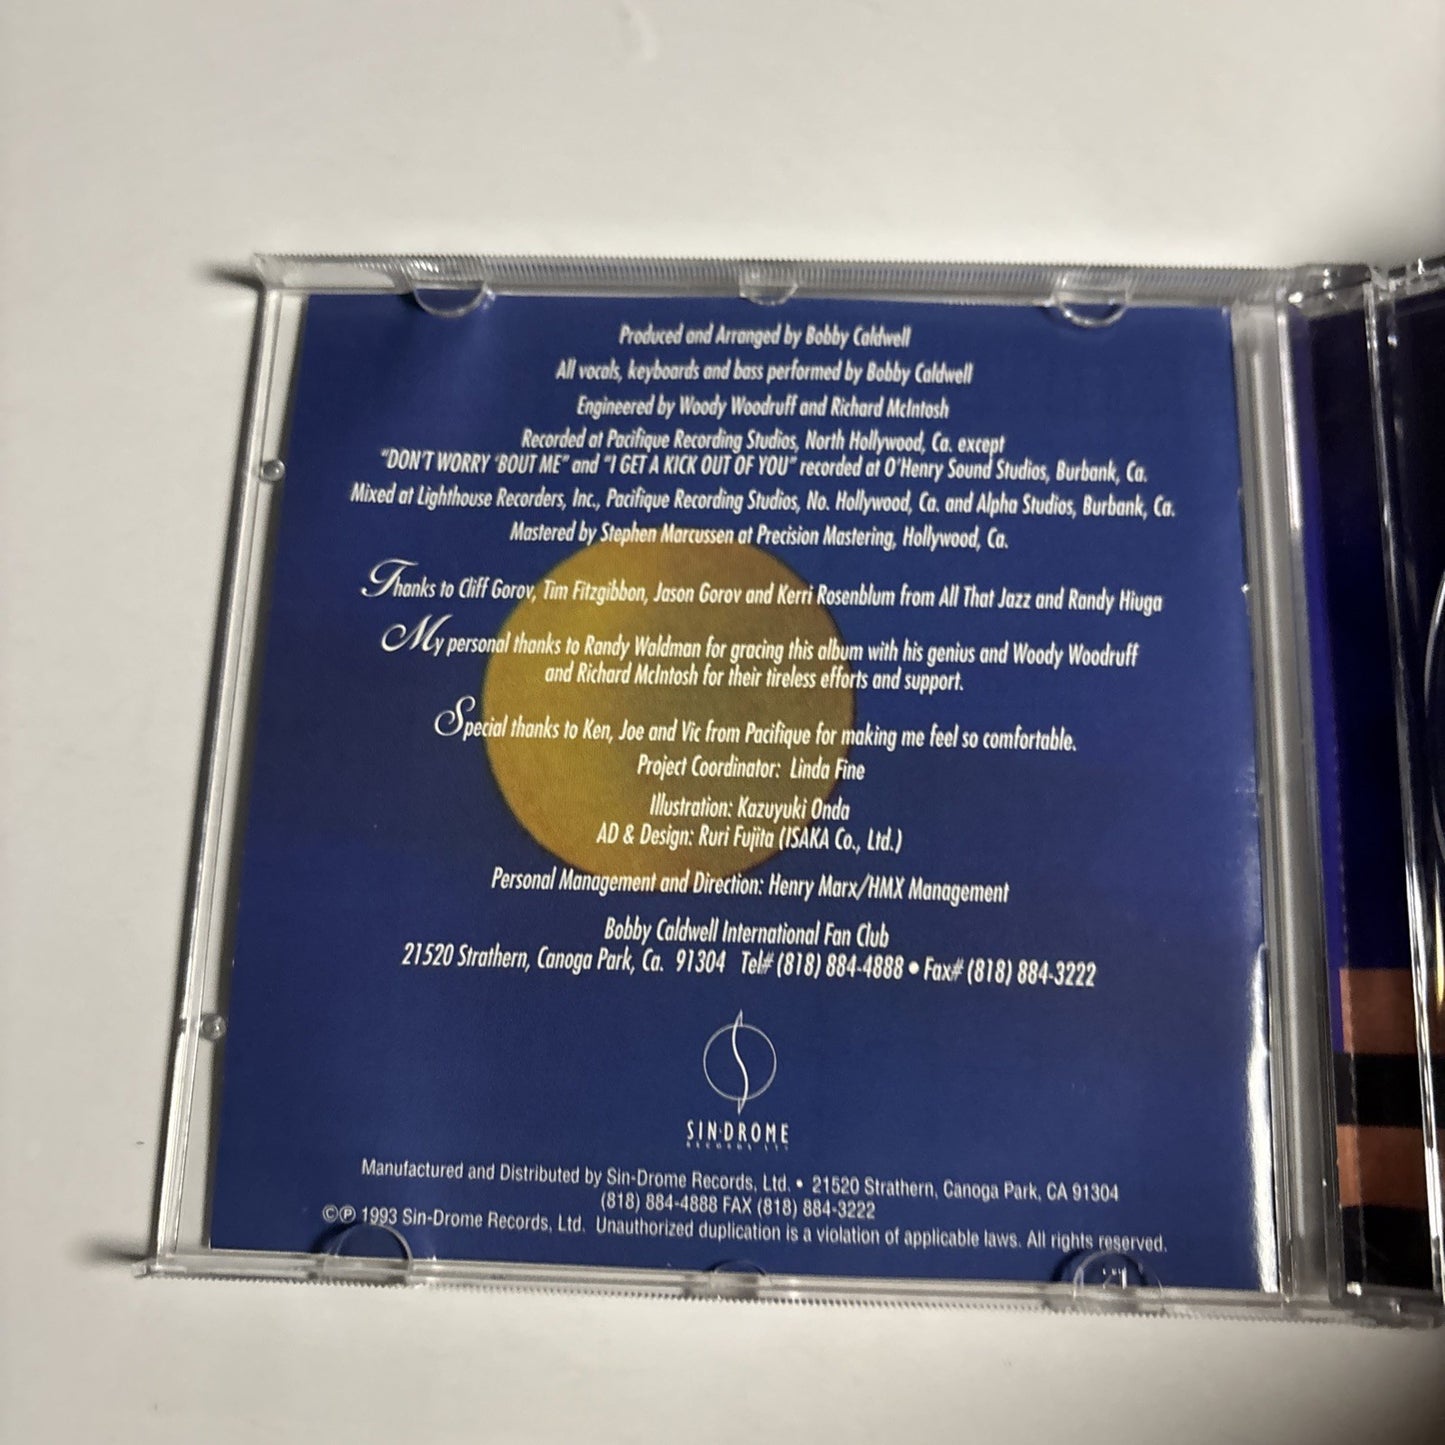 Produced and Arranged by Bobby Caldwell
All vocals, keyboards and bass performed by Bobby Caldwell
Engineered by Woody Woodruff and Richard McIntosh
Recorded at Pacifique Recording Studios, North Hollywood, Ca. except
"DON'T WORRY 'BOUT ME" and "I GET A KICK OUT OF YOU" recorded at O'Henry Sound Studios, Burbank, Ca.
Mixed at Lighthouse Recorders, Inc., Pacifique Recording Studios, No. Hollywood, Ca. and Alpha Studios, Burbank, Ca.
Mastered by Stephen Marcussen at Precision Mastering, Hollywood, Ca.
Thanks to Cliff Gorov, Tim Fitzgibbon, Jason Gorov and Kerri Rosenblum from All That Jazz and Randy Hiuga
My personal thanks to Randy Waldman for gracing this album with his genius and Woody Woodruff
and Richard McIntosh for their tireless efforts and support.
Special thanks to Ken, Joe and Vic from Pacifique for making me feel so comfortable.
Project Coordinator: Linda Fine
Illustration: Kazuyuki Onda
AD & Design: Ruri Fujita (ISAKA Co., Ltd.)
Personal Management and Direction: Henry Marx/HMX Management
Bobby Caldwell International Fan Club
21520 Strathern, Canoga Park, Ca. 91304 Tel# (818) 884-4888 • Fax# (818) 884-3222
SIN·DROME
RECORDS LTD
Manufactured and Distributed by Sin-Drome Records, Ltd. • 21520 Strathern, Canoga Park, CA 91304
(818) 884-4888 FAX (818) 884-3222
©℗ 1993 Sin-Drome Records, Ltd. Unauthorized duplication is a violation of applicable laws. All rights reserved.